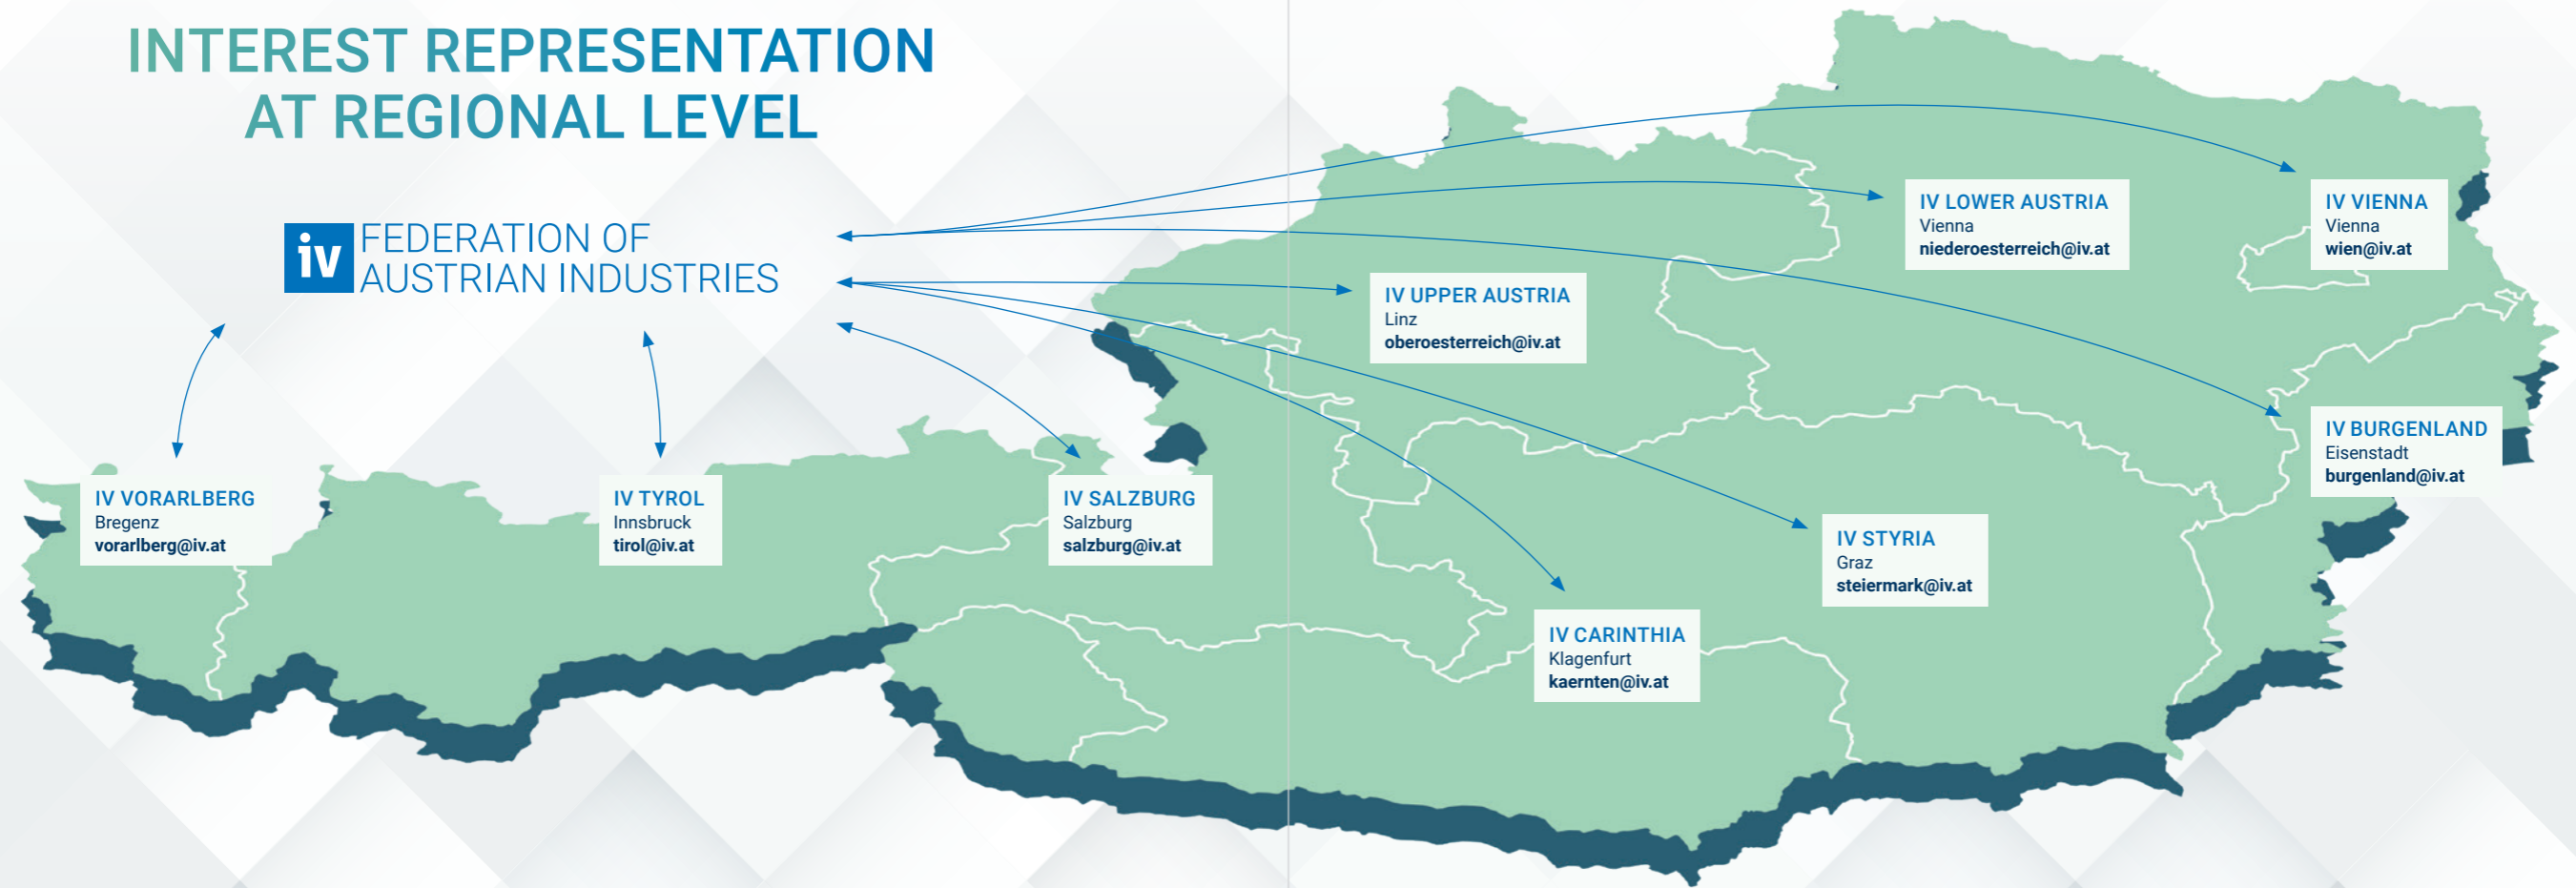 INTEREST REPRESENTATION
AT REGIONAL LEVEL
iv FEDERATION OF
AUSTRIAN INDUSTRIES
IV VORARLBERG
Bregenz
vorarlberg@iv.at
IV TYROL
Innsbruck
tirol@iv.at
IV SALZBURG
Salzburg
salzburg@iv.at
IV UPPER AUSTRIA
Linz
oberoesterreich@iv.at
IV LOWER AUSTRIA
Vienna
niederoesterreich@iv.at
IV VIENNA
Vienna
wien@iv.at
IV BURGENLAND
Eisenstadt
burgenland@iv.at
IV STYRIA
Graz
steiermark@iv.at
IV CARINTHIA
Klagenfurt
kaernten@iv.at